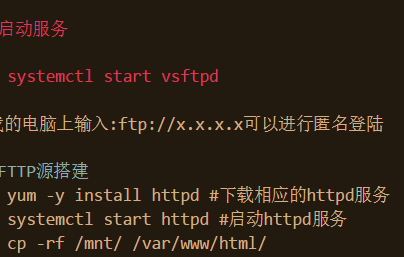 启动服务
systemctl start vsftpd
的电脑上输入:ftp://x.x.x.x可以进行匿名登陆
FTTP源搭建
yum -y install httpd #下载相应的httpd服务
systemctl start httpd #启动httpd服务
cp -rf /mnt/ /var/www/html/